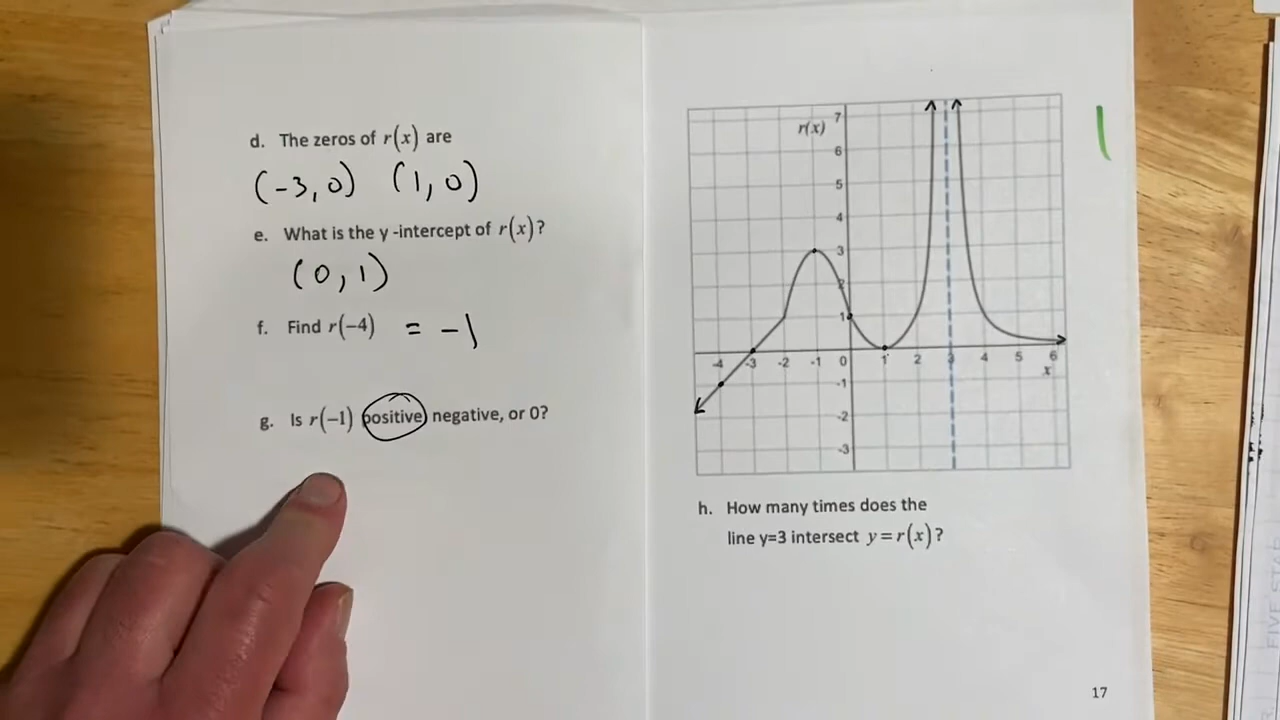 d. The zeros of r(x) are
(-3, 0) (1, 0)
e. What is the y -intercept of r(x)?
(0, 1)
f. Find r(−4) = -1
g. Is r(−1) positive, negative, or 0?
r(x)
7
6
5
4
3
2
1
-4 -3 -2 -1 0 1 2 3 4 5 6
x
-1
-2
-3
h. How many times does the
line y=3 intersect y=r(x)?
17
FIVE STAR